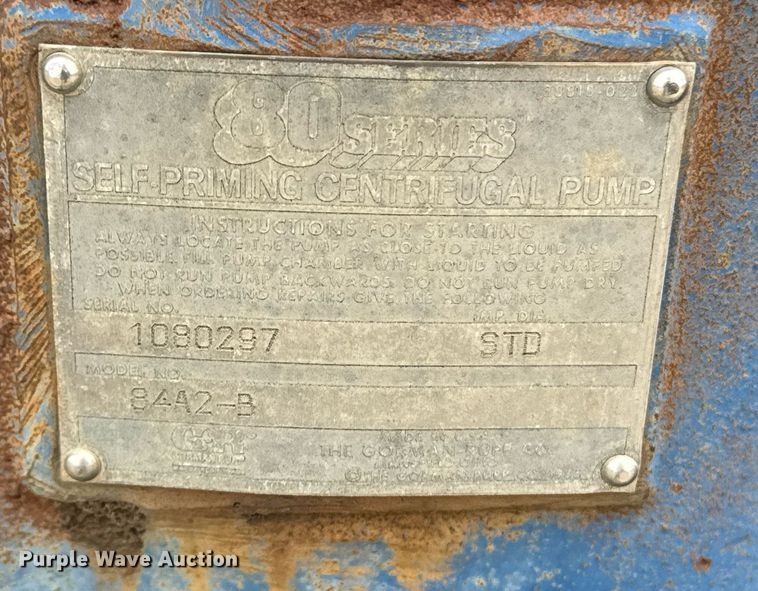 80 SERIES
SELF-PRIMING CENTRIFUGAL PUMP
INSTRUCTIONS FOR STARTING
ALWAYS LOCATE THE PUMP AS CLOSE TO THE LIQUID AS
POSSIBLE FILL PUMP CHAMBER WITH LIQUID TO BE PUMPED
DO NOT RUN PUMP BACKWARDS. DO NOT RUN PUMP DRY.
WHEN ORDERING REPAIRS GIVE THE FOLLOWING
SERIAL NO. IMP. DIA.
1080297 STD
MODEL NO.
84A2-B
MADE IN U.S.A.
THE GORMAN-RUPP CO.
Purple Wave Auction